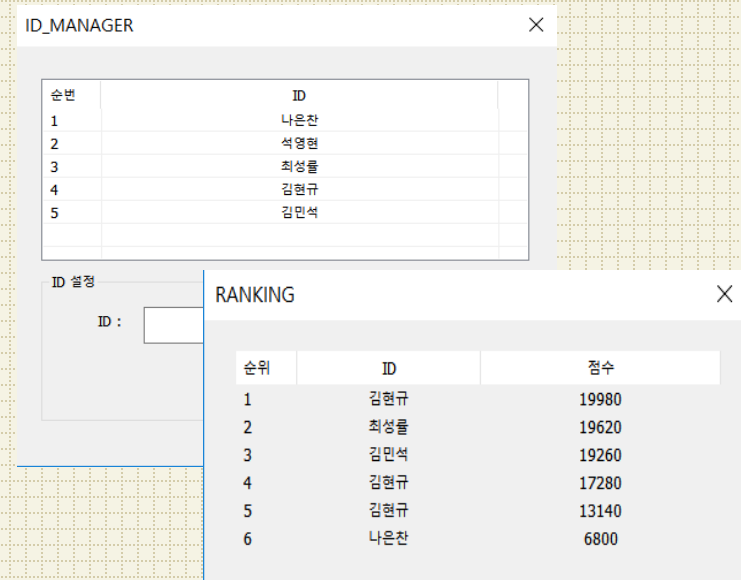 ID_MANAGER
순번 ID
1 나은찬
2 석영현
3 최성률
4 김현규
5 김민석
ID 설정
ID :
RANKING
순위 ID 점수
1 김현규 19980
2 최성률 19620
3 김민석 19260
4 김현규 17280
5 김현규 13140
6 나은찬 6800